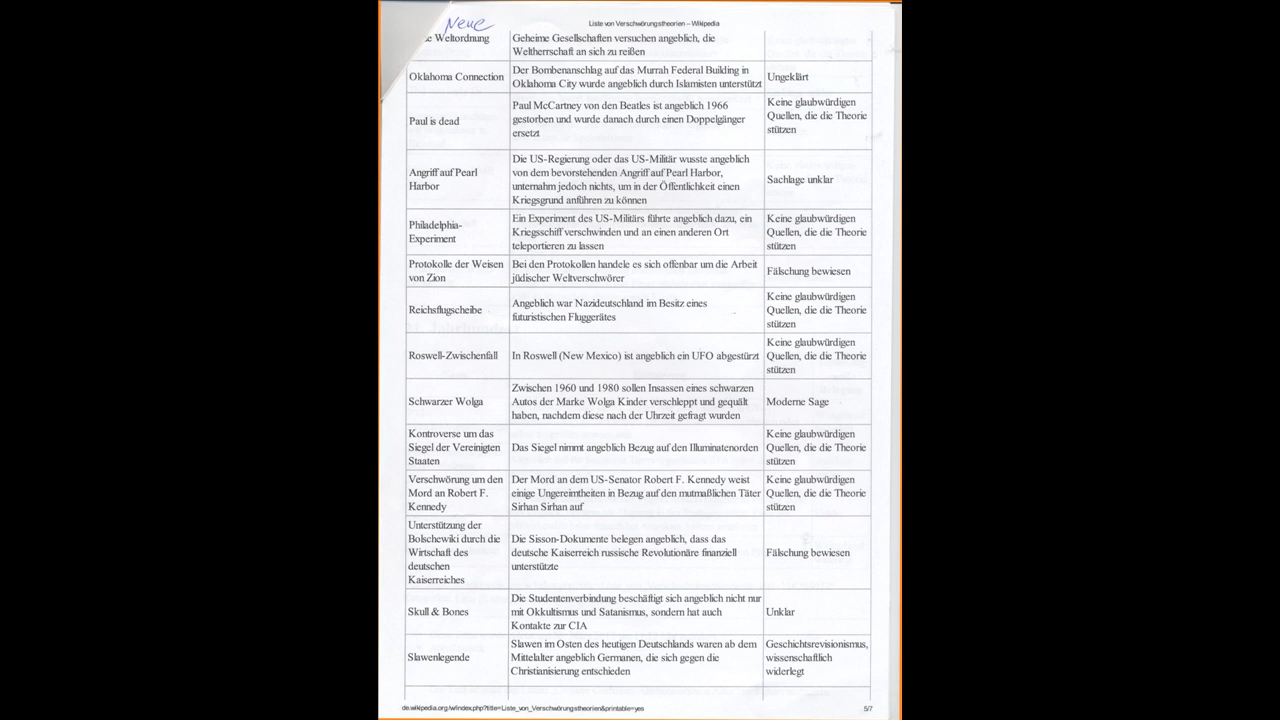 Neue
Liste von Verschwörungstheorien – Wikipedia
e Weltordnung
Geheime Gesellschaften versuchen angeblich, die
Weltherrschaft an sich zu reißen
Oklahoma Connection
Der Bombenanschlag auf das Murrah Federal Building in
Oklahoma City wurde angeblich durch Islamisten unterstützt
Ungeklärt
Paul is dead
Paul McCartney von den Beatles ist angeblich 1966
gestorben und wurde danach durch einen Doppelgänger
ersetzt
Keine glaubwürdigen
Quellen, die die Theorie
stützen
Angriff auf Pearl
Harbor
Die US-Regierung oder das US-Militär wusste angeblich
von dem bevorstehenden Angriff auf Pearl Harbor,
unternahm jedoch nichts, um in der Öffentlichkeit einen
Kriegsgrund anführen zu können
Sachlage unklar
Philadelphia-
Experiment
Ein Experiment des US-Militärs führte angeblich dazu, ein
Kriegsschiff verschwinden und an einen anderen Ort
teleportieren zu lassen
Keine glaubwürdigen
Quellen, die die Theorie
stützen
Protokolle der Weisen
von Zion
Bei den Protokollen handele es sich offenbar um die Arbeit
jüdischer Weltverschwörer
Fälschung bewiesen
Reichsflugscheibe
Angeblich war Nazideutschland im Besitz eines
futuristischen Fluggerätes
Keine glaubwürdigen
Quellen, die die Theorie
stützen
Roswell-Zwischenfall
In Roswell (New Mexico) ist angeblich ein UFO abgestürzt
Keine glaubwürdigen
Quellen, die die Theorie
stützen
Schwarzer Wolga
Zwischen 1960 und 1980 sollen Insassen eines schwarzen
Autos der Marke Wolga Kinder verschleppt und gequält
haben, nachdem diese nach der Uhrzeit gefragt wurden
Moderne Sage
Kontroverse um das
Siegel der Vereinigten
Staaten
Das Siegel nimmt angeblich Bezug auf den Illuminatenorden
Keine glaubwürdigen
Quellen, die die Theorie
stützen
Verschwörung um den
Mord an Robert F.
Kennedy
Der Mord an dem US-Senator Robert F. Kennedy weist
einige Ungereimtheiten in Bezug auf den mutmaßlichen Täter
Sirhan Sirhan auf
Keine glaubwürdigen
Quellen, die die Theorie
stützen
Unterstützung der
Bolschewiki durch die
Wirtschaft des
deutschen
Kaiserreiches
Die Sisson-Dokumente belegen angeblich, dass das
deutsche Kaiserreich russische Revolutionäre finanziell
unterstützte
Fälschung bewiesen
Skull & Bones
Die Studentenverbindung beschäftigt sich angeblich nicht nur
mit Okkultismus und Satanismus, sondern hat auch
Kontakte zur CIA
Unklar
Slawenlegende
Slawen im Osten des heutigen Deutschlands waren ab dem
Mittelalter angeblich Germanen, die sich gegen die
Christianisierung entschieden
Geschichtsrevisionismus,
wissenschaftlich
widerlegt
de.wikipedia.org/w/index.php?title=Liste_von_Verschwörungstheorien&printable=yes
5/7